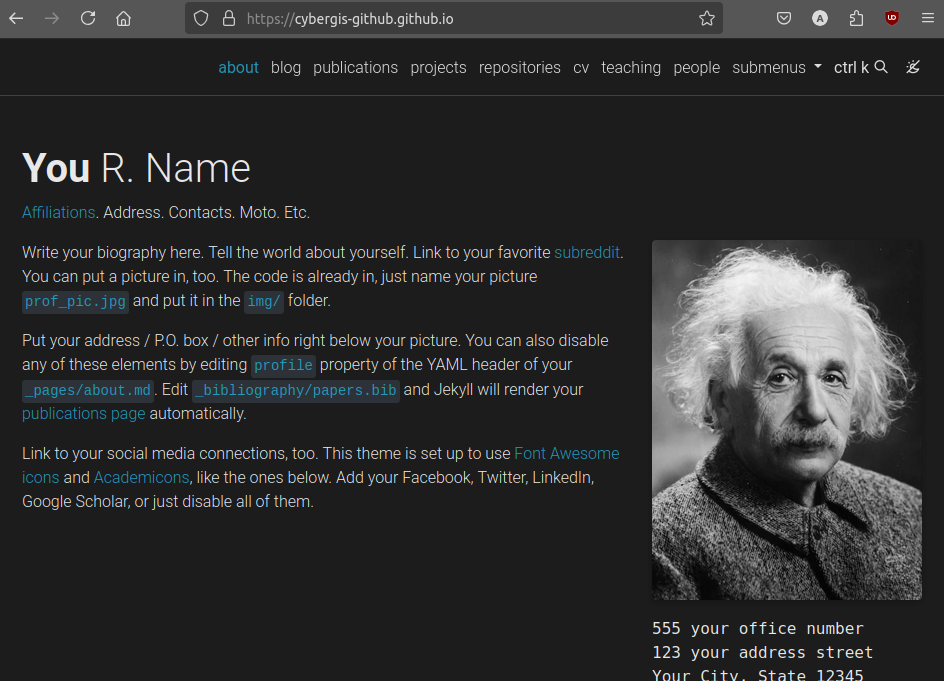 https://cybergis-github.github.io
A
UD
about blog publications projects repositories cv teaching people submenus ctrl k
You R. Name
Affiliations. Address. Contacts. Moto. Etc.
Write your biography here. Tell the world about yourself. Link to your favorite subreddit.
You can put a picture in, too. The code is already in, just name your picture
prof_pic.jpg and put it in the img/ folder.
Put your address / P.O. box / other info right below your picture. You can also disable
any of these elements by editing profile property of the YAML header of your
_pages/about.md. Edit _bibliography/papers.bib and Jekyll will render your
publications page automatically.
Link to your social media connections, too. This theme is set up to use Font Awesome
icons and Academicons, like the ones below. Add your Facebook, Twitter, LinkedIn,
Google Scholar, or just disable all of them.
555 your office number
123 your address street
Your City, State 12345